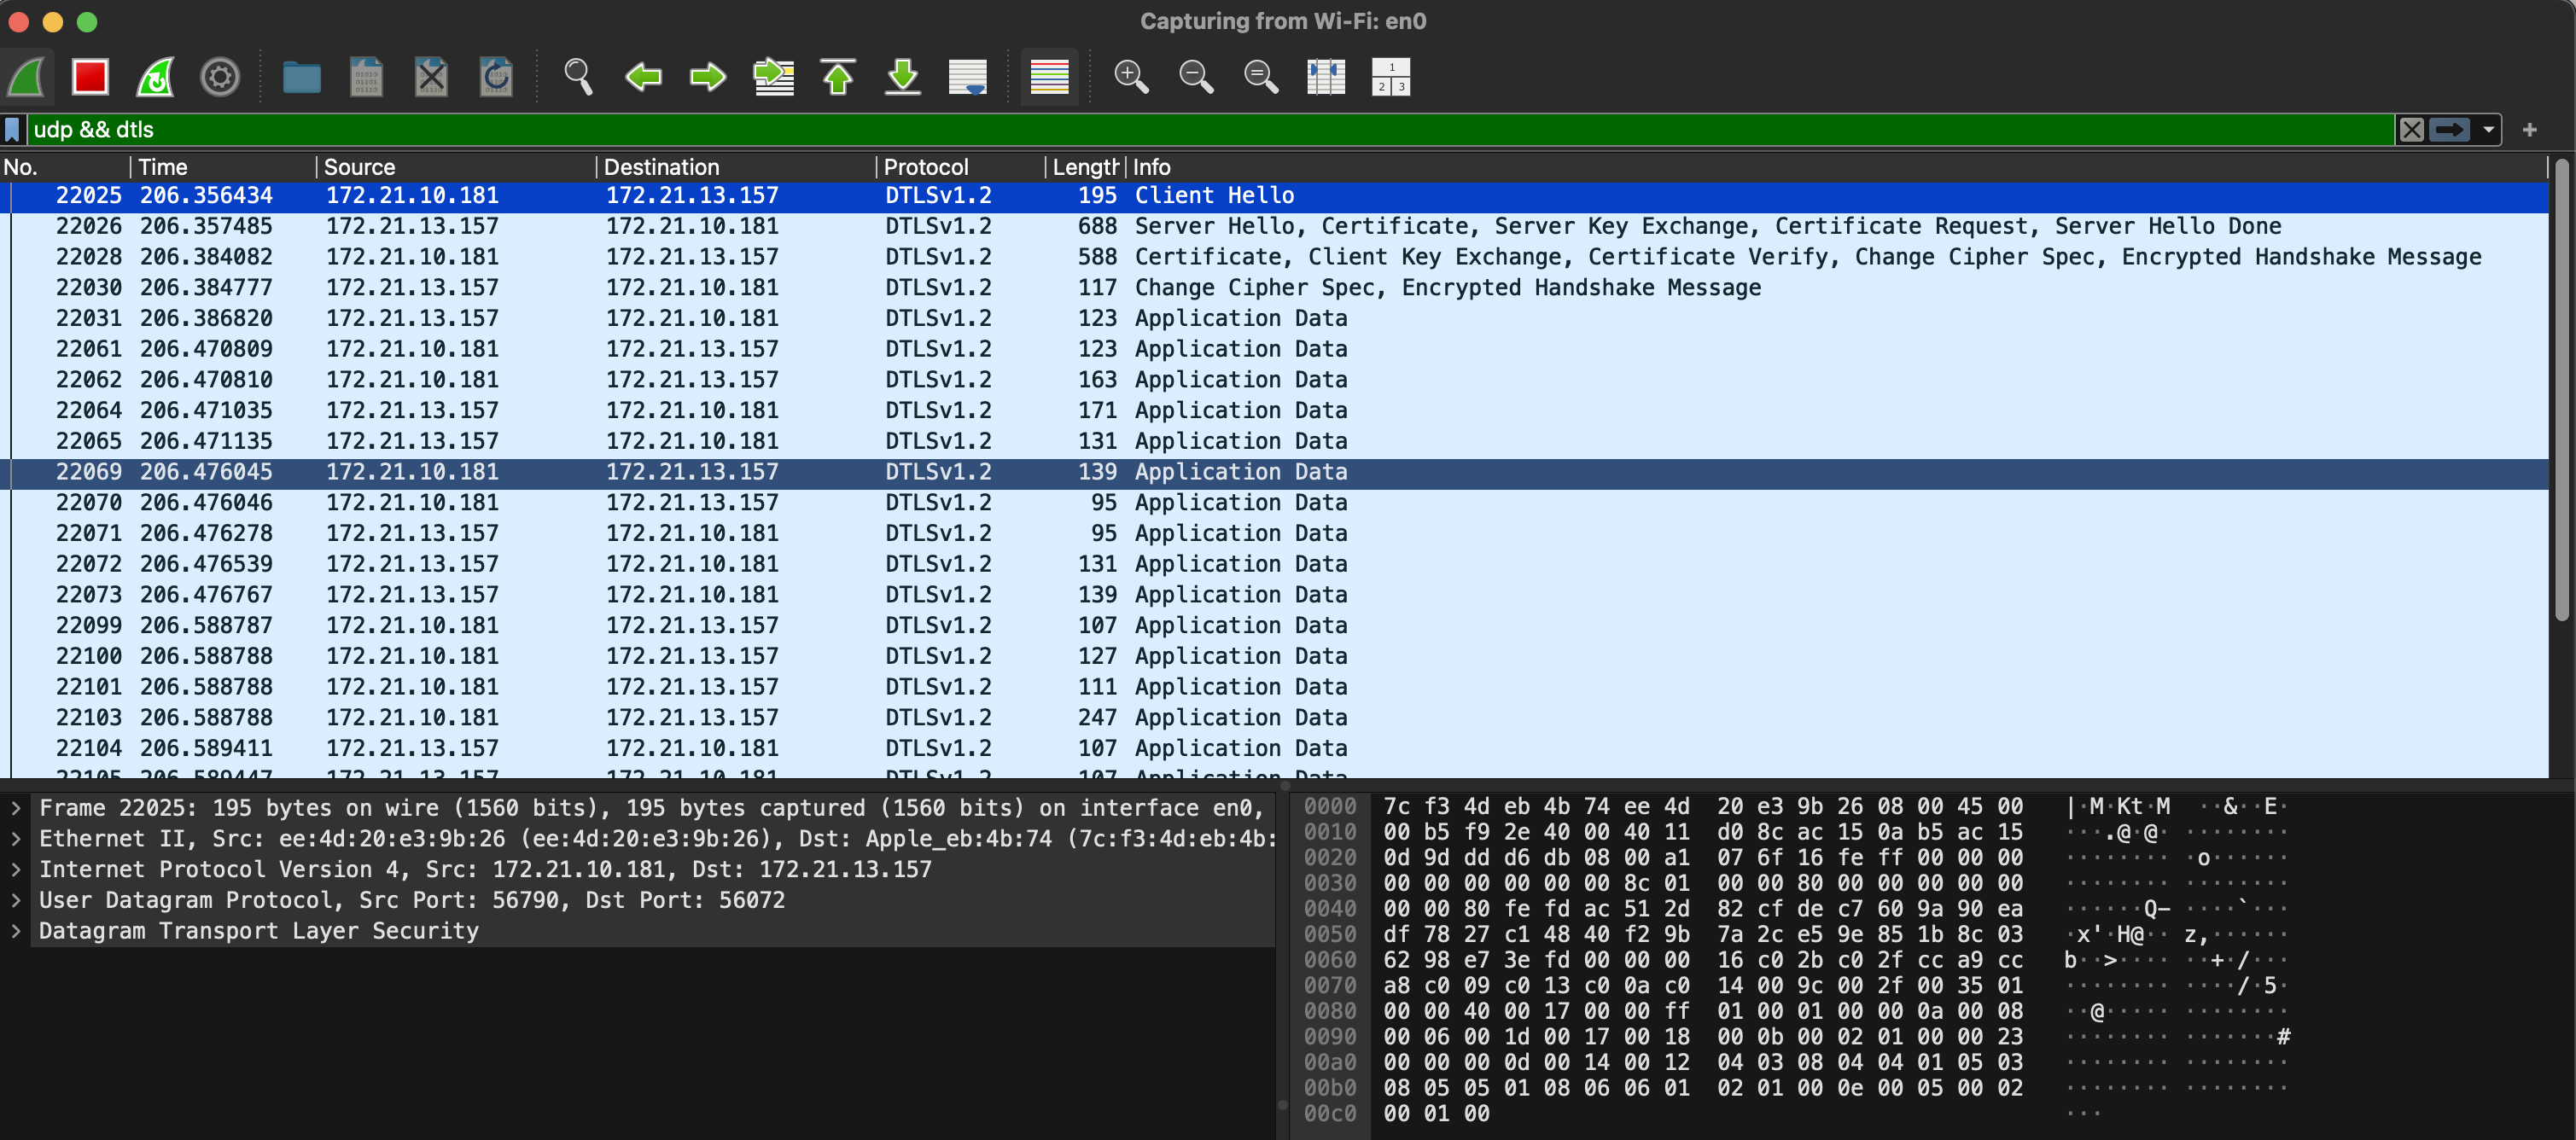 Capturing from Wi-Fi: en0
udp && dtls
No. Time Source Destination Protocol Length Info
22025 206.356434 172.21.10.181 172.21.13.157 DTLSv1.2 195 Client Hello
22026 206.357485 172.21.13.157 172.21.10.181 DTLSv1.2 688 Server Hello, Certificate, Server Key Exchange, Certificate Request, Server Hello Done
22028 206.384082 172.21.10.181 172.21.13.157 DTLSv1.2 588 Certificate, Client Key Exchange, Certificate Verify, Change Cipher Spec, Encrypted Handshake Message
22030 206.384777 172.21.13.157 172.21.10.181 DTLSv1.2 117 Change Cipher Spec, Encrypted Handshake Message
22031 206.386820 172.21.13.157 172.21.10.181 DTLSv1.2 123 Application Data
22061 206.470809 172.21.10.181 172.21.13.157 DTLSv1.2 123 Application Data
22062 206.470810 172.21.10.181 172.21.13.157 DTLSv1.2 163 Application Data
22064 206.471035 172.21.13.157 172.21.10.181 DTLSv1.2 171 Application Data
22065 206.471135 172.21.13.157 172.21.10.181 DTLSv1.2 131 Application Data
22069 206.476045 172.21.10.181 172.21.13.157 DTLSv1.2 139 Application Data
22070 206.476046 172.21.10.181 172.21.13.157 DTLSv1.2 95 Application Data
22071 206.476278 172.21.13.157 172.21.10.181 DTLSv1.2 95 Application Data
22072 206.476539 172.21.13.157 172.21.10.181 DTLSv1.2 131 Application Data
22073 206.476767 172.21.13.157 172.21.10.181 DTLSv1.2 139 Application Data
22099 206.588787 172.21.10.181 172.21.13.157 DTLSv1.2 107 Application Data
22100 206.588788 172.21.10.181 172.21.13.157 DTLSv1.2 127 Application Data
22101 206.588788 172.21.10.181 172.21.13.157 DTLSv1.2 111 Application Data
22103 206.588788 172.21.10.181 172.21.13.157 DTLSv1.2 247 Application Data
22104 206.589411 172.21.13.157 172.21.10.181 DTLSv1.2 107 Application Data
22105 206.589447 172.21.13.157 172.21.10.181 DTLSv1.2 107 Application Data
Frame 22025: 195 bytes on wire (1560 bits), 195 bytes captured (1560 bits) on interface en0,
Ethernet II, Src: ee:4d:20:e3:9b:26 (ee:4d:20:e3:9b:26), Dst: Apple_eb:4b:74 (7c:f3:4d:eb:4b:
Internet Protocol Version 4, Src: 172.21.10.181, Dst: 172.21.13.157
User Datagram Protocol, Src Port: 56790, Dst Port: 56072
Datagram Transport Layer Security
0000 7c f3 4d eb 4b 74 ee 4d 20 e3 9b 26 08 00 45 00 |·M·Kt·M ··&··E·
0010 00 b5 f9 2e 40 00 40 11 d0 8c ac 15 0a b5 ac 15 ···.@·@· ········
0020 0d 9d dd d6 db 08 00 a1 07 6f 16 fe ff 00 00 00 ········ ·o······
0030 00 00 00 00 00 00 8c 01 00 00 80 00 00 00 00 00 ········ ········
0040 00 00 80 fe fd ac 51 2d 82 cf de c7 60 9a 90 ea ······Q- ····`···
0050 df 78 27 c1 48 40 f2 9b 7a 2c e5 9e 85 1b 8c 03 ·x'·H@·· z,······
0060 62 98 e7 3e fd 00 00 00 16 c0 2b c0 2f cc a9 cc b··>···· ··+·/···
0070 a8 c0 09 c0 13 c0 0a c0 14 00 9c 00 2f 00 35 01 ········ ····/·5·
0080 00 00 40 00 17 00 00 ff 01 00 01 00 00 0a 00 08 ··@····· ········
0090 00 06 00 1d 00 17 00 18 00 0b 00 02 01 00 00 23 ········ ·······#
00a0 00 00 00 0d 00 14 00 12 04 03 08 04 04 01 05 03 ········ ········
00b0 08 05 05 01 08 06 06 01 02 01 00 0e 00 05 00 02 ········ ········
00c0 00 01 00 ···